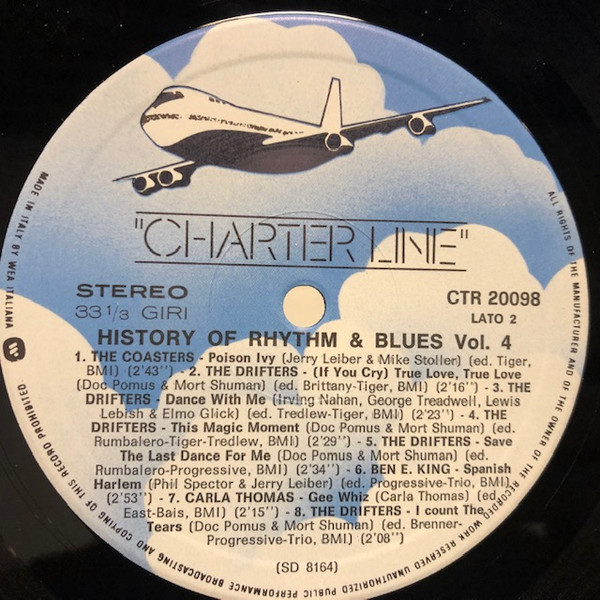 "CHARTER LINE"
STEREO
33 1/3 GIRI
CTR 20098
LATO 2
HISTORY OF RHYTHM & BLUES Vol. 4
1. THE COASTERS - Poison Ivy (Jerry Leiber & Mike Stoller) (ed. Tiger,
BMI) (2'43") - 2. THE DRIFTERS - (If You Cry) True Love, True Love
(Doc Pomus & Mort Shuman) (ed. Brittany-Tiger, BMI) (2'16") - 3. THE
DRIFTERS - Dance With Me (Irving Nahan, George Treadwell, Lewis
Lebish & Elmo Glick) (ed. Tredlew-Tiger, BMI) (2'23") - 4. THE
DRIFTERS - This Magic Moment (Doc Pomus & Mort Shuman) (ed.
Rumbalero-Tiger-Tredlew, BMI) (2'29") - 5. THE DRIFTERS - Save
The Last Dance For Me (Doc Pomus & Mort Shuman) (ed.
Rumbalero-Progressive, BMI) (2'34") - 6. BEN E. KING - Spanish
Harlem (Phil Spector & Jerry Leiber) (ed. Progressive-Trio, BMI)
(2'53") - 7. CARLA THOMAS - Gee Whiz (Carla Thomas) (ed.
East-Bais, BMI) (2'15") - 8. THE DRIFTERS - I count The
Tears (Doc Pomus & Mort Shuman) (ed. Brenner-
Progressive-Trio, BMI) (2'08")
(SD 8164)
MADE IN ITALY BY WEA ITALIANA
ALL RIGHTS OF THE MANUFACTURER AND OF THE OWNER OF THE RECORDED WORK RESERVED UNAUTHORIZED PUBLIC PERFORMANCE BROADCASTING AND COPYING OF THIS RECORD PROHIBITED